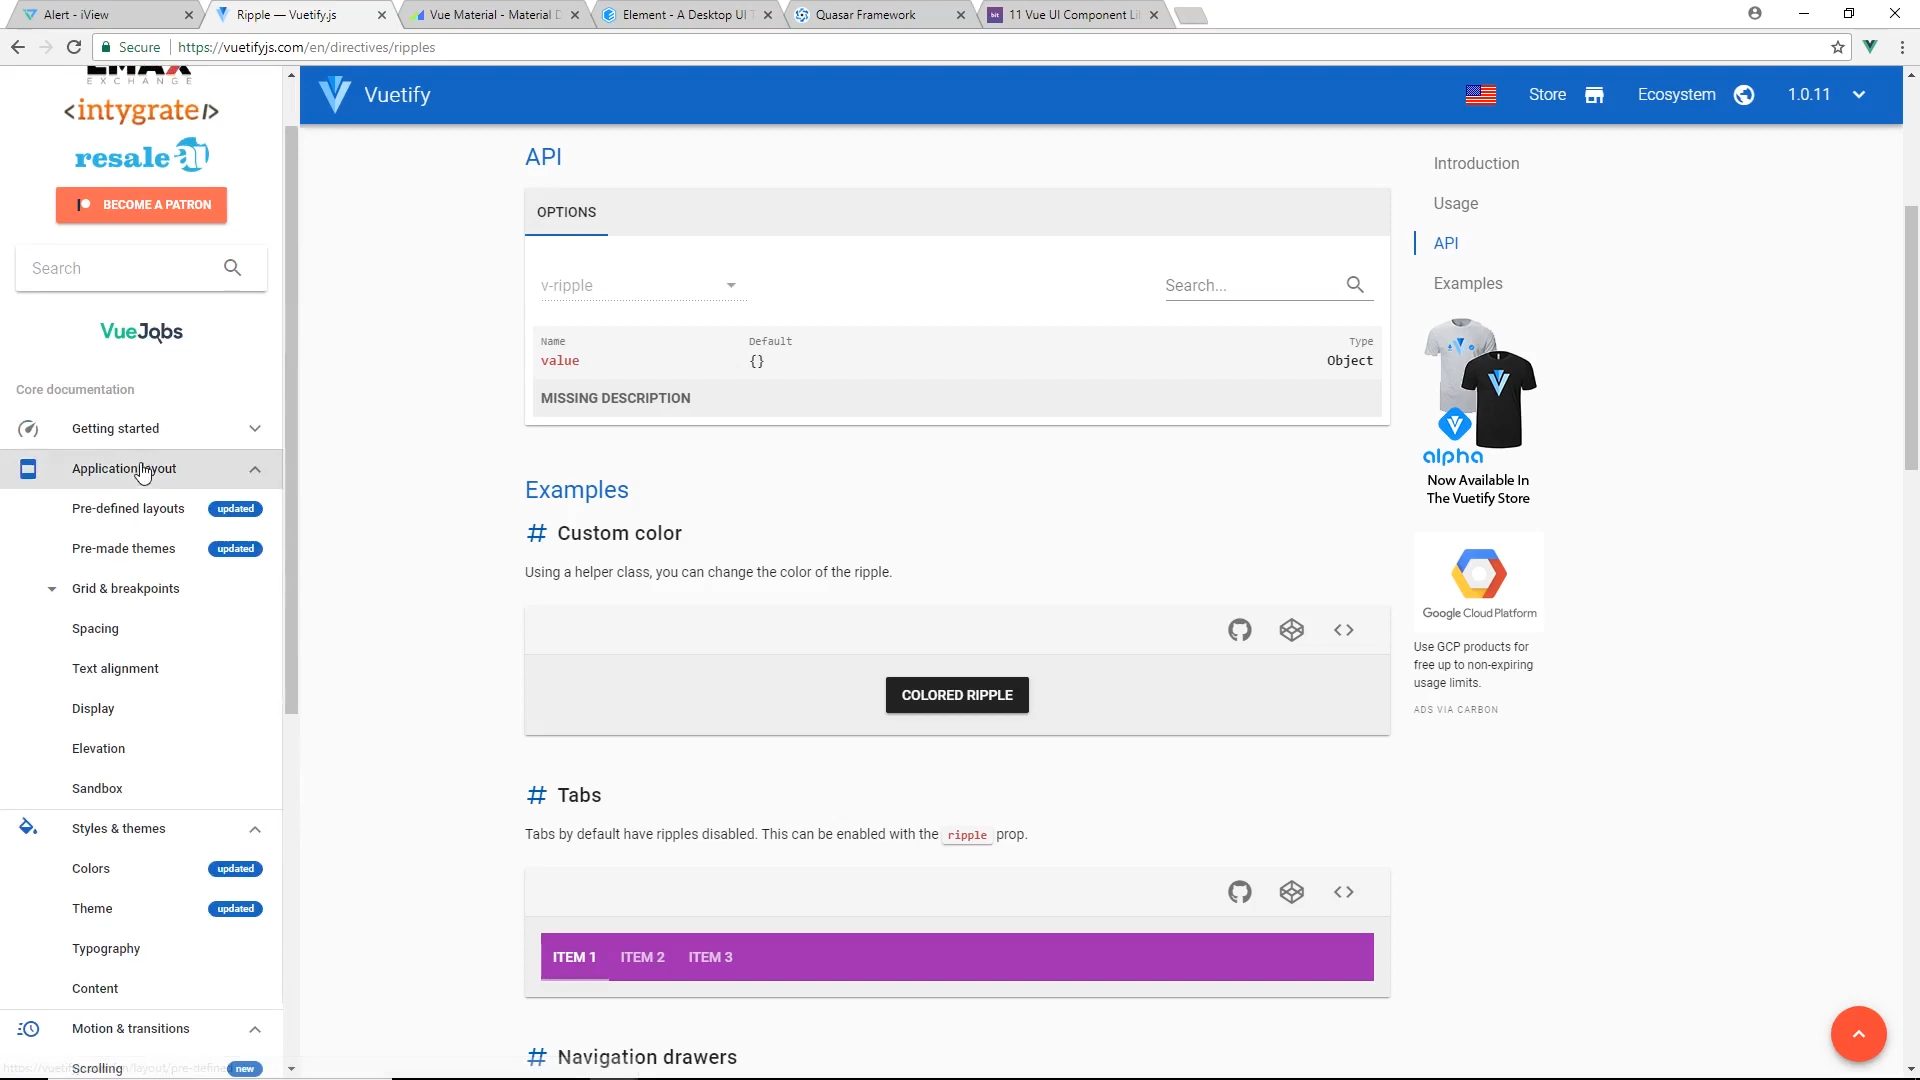 Alert - iView
Ripple — Vuetify.js
Vue Material - Material D
Element - A Desktop UI T
Quasar Framework
11 Vue UI Component Li
Secure
https://vuetifyjs.com/en/directives/ripples
EXCHANGE
<intygrate/>
resale ai
BECOME A PATRON
Search
VueJobs
Core documentation
Getting started
Application layout
Pre-defined layouts updated
Pre-made themes updated
Grid & breakpoints
Spacing
Text alignment
Display
Elevation
Sandbox
Styles & themes
Colors updated
Theme updated
Typography
Content
Motion & transitions
Scrolling new
Vuetify
Store
Ecosystem
1.0.11
API
OPTIONS
v-ripple
Search...
Name Default Type
value {} Object
MISSING DESCRIPTION
Examples
# Custom color
Using a helper class, you can change the color of the ripple.
COLORED RIPPLE
# Tabs
Tabs by default have ripples disabled. This can be enabled with the ripple prop.
ITEM 1 ITEM 2 ITEM 3
# Navigation drawers
Introduction
Usage
API
Examples
alpha
Now Available In
The Vuetify Store
Google Cloud Platform
Use GCP products for
free up to non-expiring
usage limits.
ADS VIA CARBON